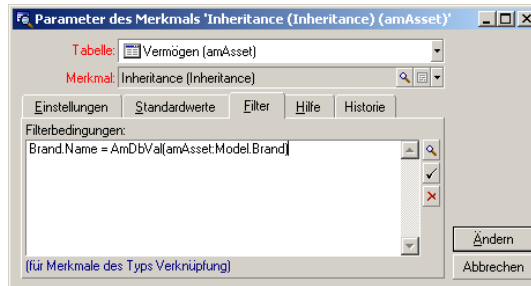 Parameter des Merkmals 'Inheritance (Inheritance) (amAsset)'
Tabelle: Vermögen (amAsset)
Merkmal: Inheritance (Inheritance)
Einstellungen Standardwerte Filter Hilfe Historie
Filterbedingungen:
Brand.Name = AmDbVal(amAsset:Model.Brand)
Ändern
(für Merkmale des Typs Verknüpfung) Abbrechen